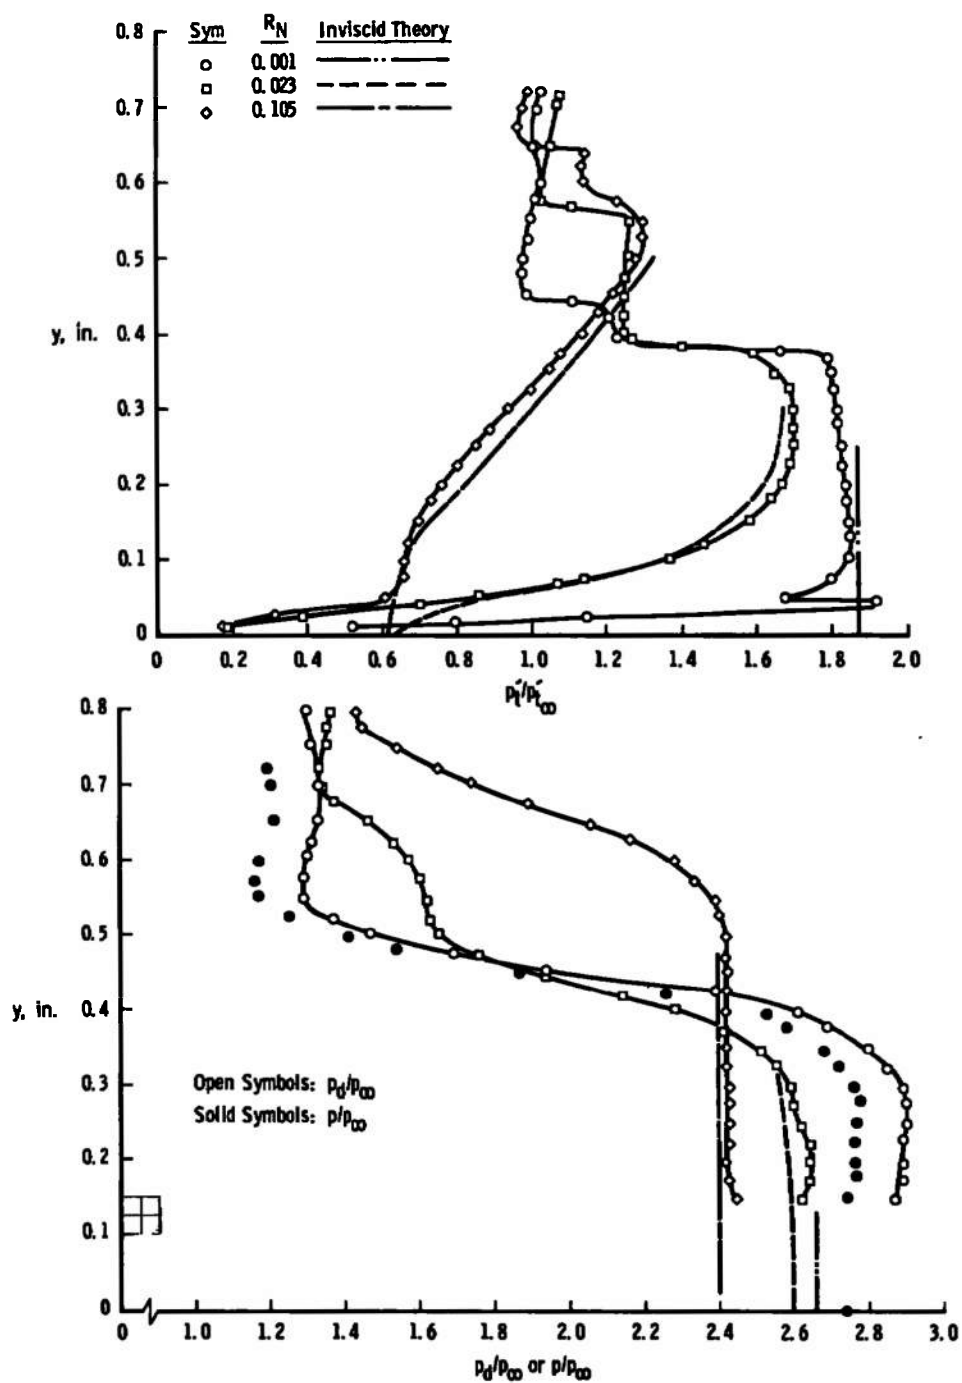 Sym R_N Inviscid Theory
0.001
0.023
0.105
0.8
0.7
0.6
0.5
y, in. 0.4
0.3
0.2
0.1
0
0 0.2 0.4 0.6 0.8 1.0 1.2 1.4 1.6 1.8 2.0
p_t′/p_t∞′
0.8
0.7
0.6
0.5
y, in. 0.4
0.3
0.2
0.1
0
Open Symbols: p_d/p_∞
Solid Symbols: p/p_∞
0 1.0 1.2 1.4 1.6 1.8 2.0 2.2 2.4 2.6 2.8 3.0
p_d/p_∞ or p/p_∞